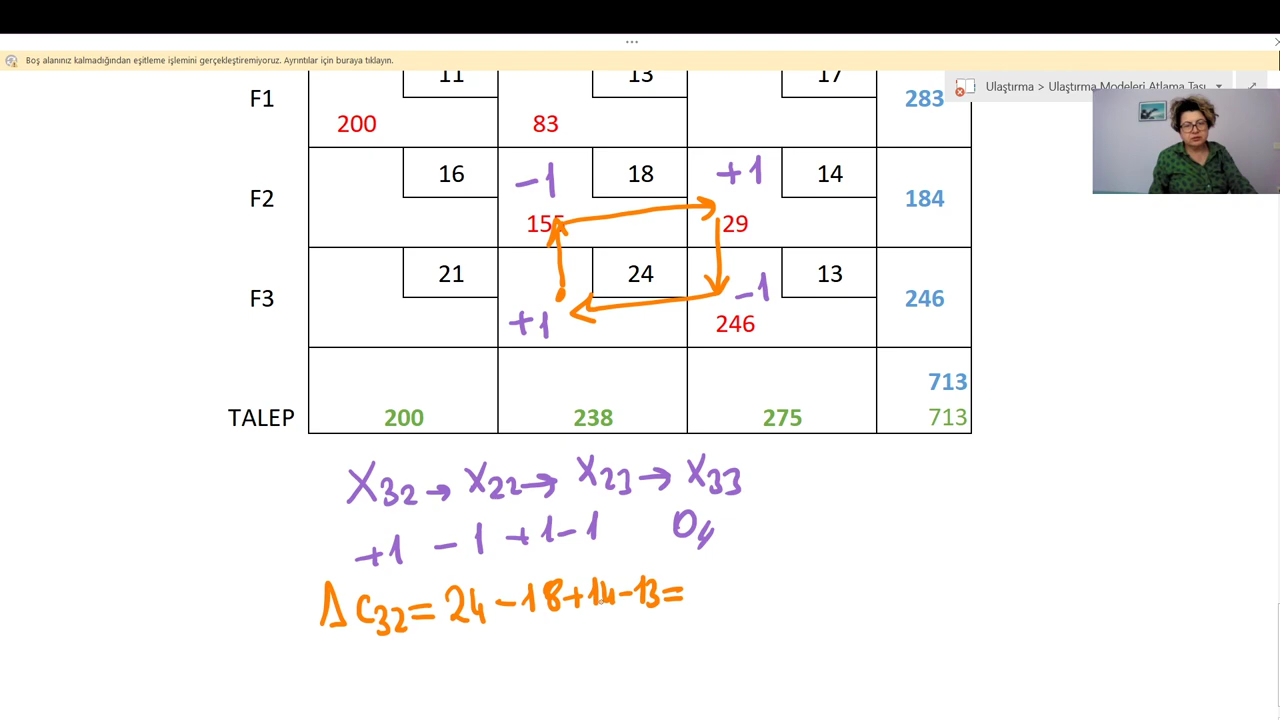 Boş alanınız kalmadığından eşitleme işlemini gerçekleştiremiyoruz. Ayrıntılar için buraya tıklayın.
Ulaştırma > Ulaştırma Modeleri Atlama Taşı
11 13 17
F1 283
200 83
16 -1 18 +1 14
F2 184
155 29
21 24 13
F3 -1 246
+1 246
713
TALEP 200 238 275 713
X32 → X22 → X23 → X33
+1 -1 +1 -1
Δ C32 = 24 - 18 + 14 - 13 =